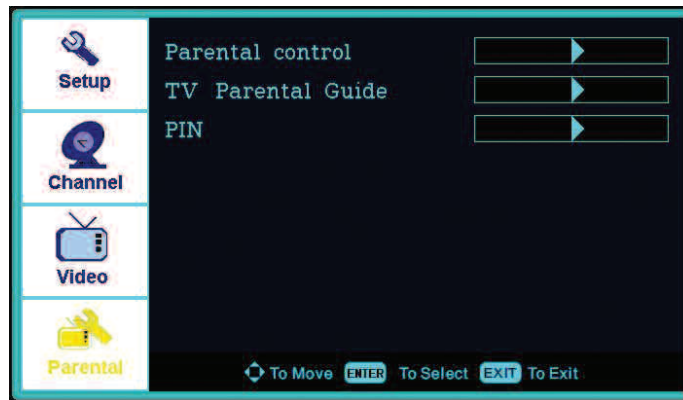 Setup
Channel
Video
Parental
Parental control
TV Parental Guide
PIN
To Move ENTER To Select EXIT To Exit